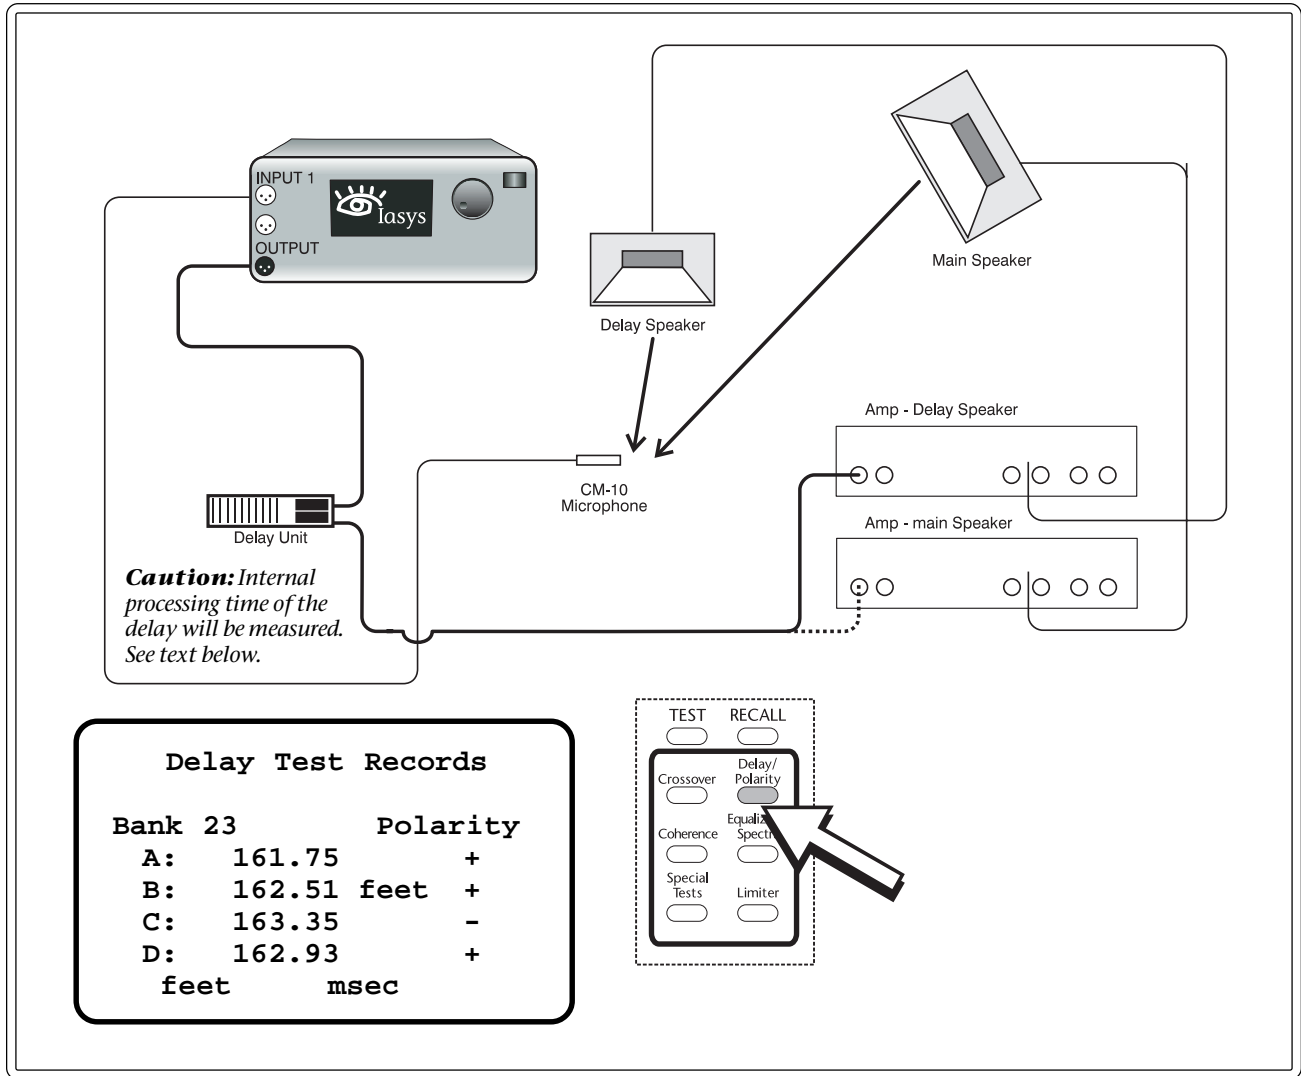 INPUT 1
Iasys
OUTPUT
Main Speaker
Delay Speaker
Amp - Delay Speaker
CM-10
Microphone
Amp - main Speaker
Delay Unit
Caution: Internal
processing time of the
delay will be measured.
See text below.
TEST RECALL
Delay/
Polarity
Crossover
Coherence
Special
Tests
Limiter
Delay Test Records
Bank 23 Polarity
A: 161.75 +
B: 162.51 feet +
C: 163.35 -
D: 162.93 +
feet msec